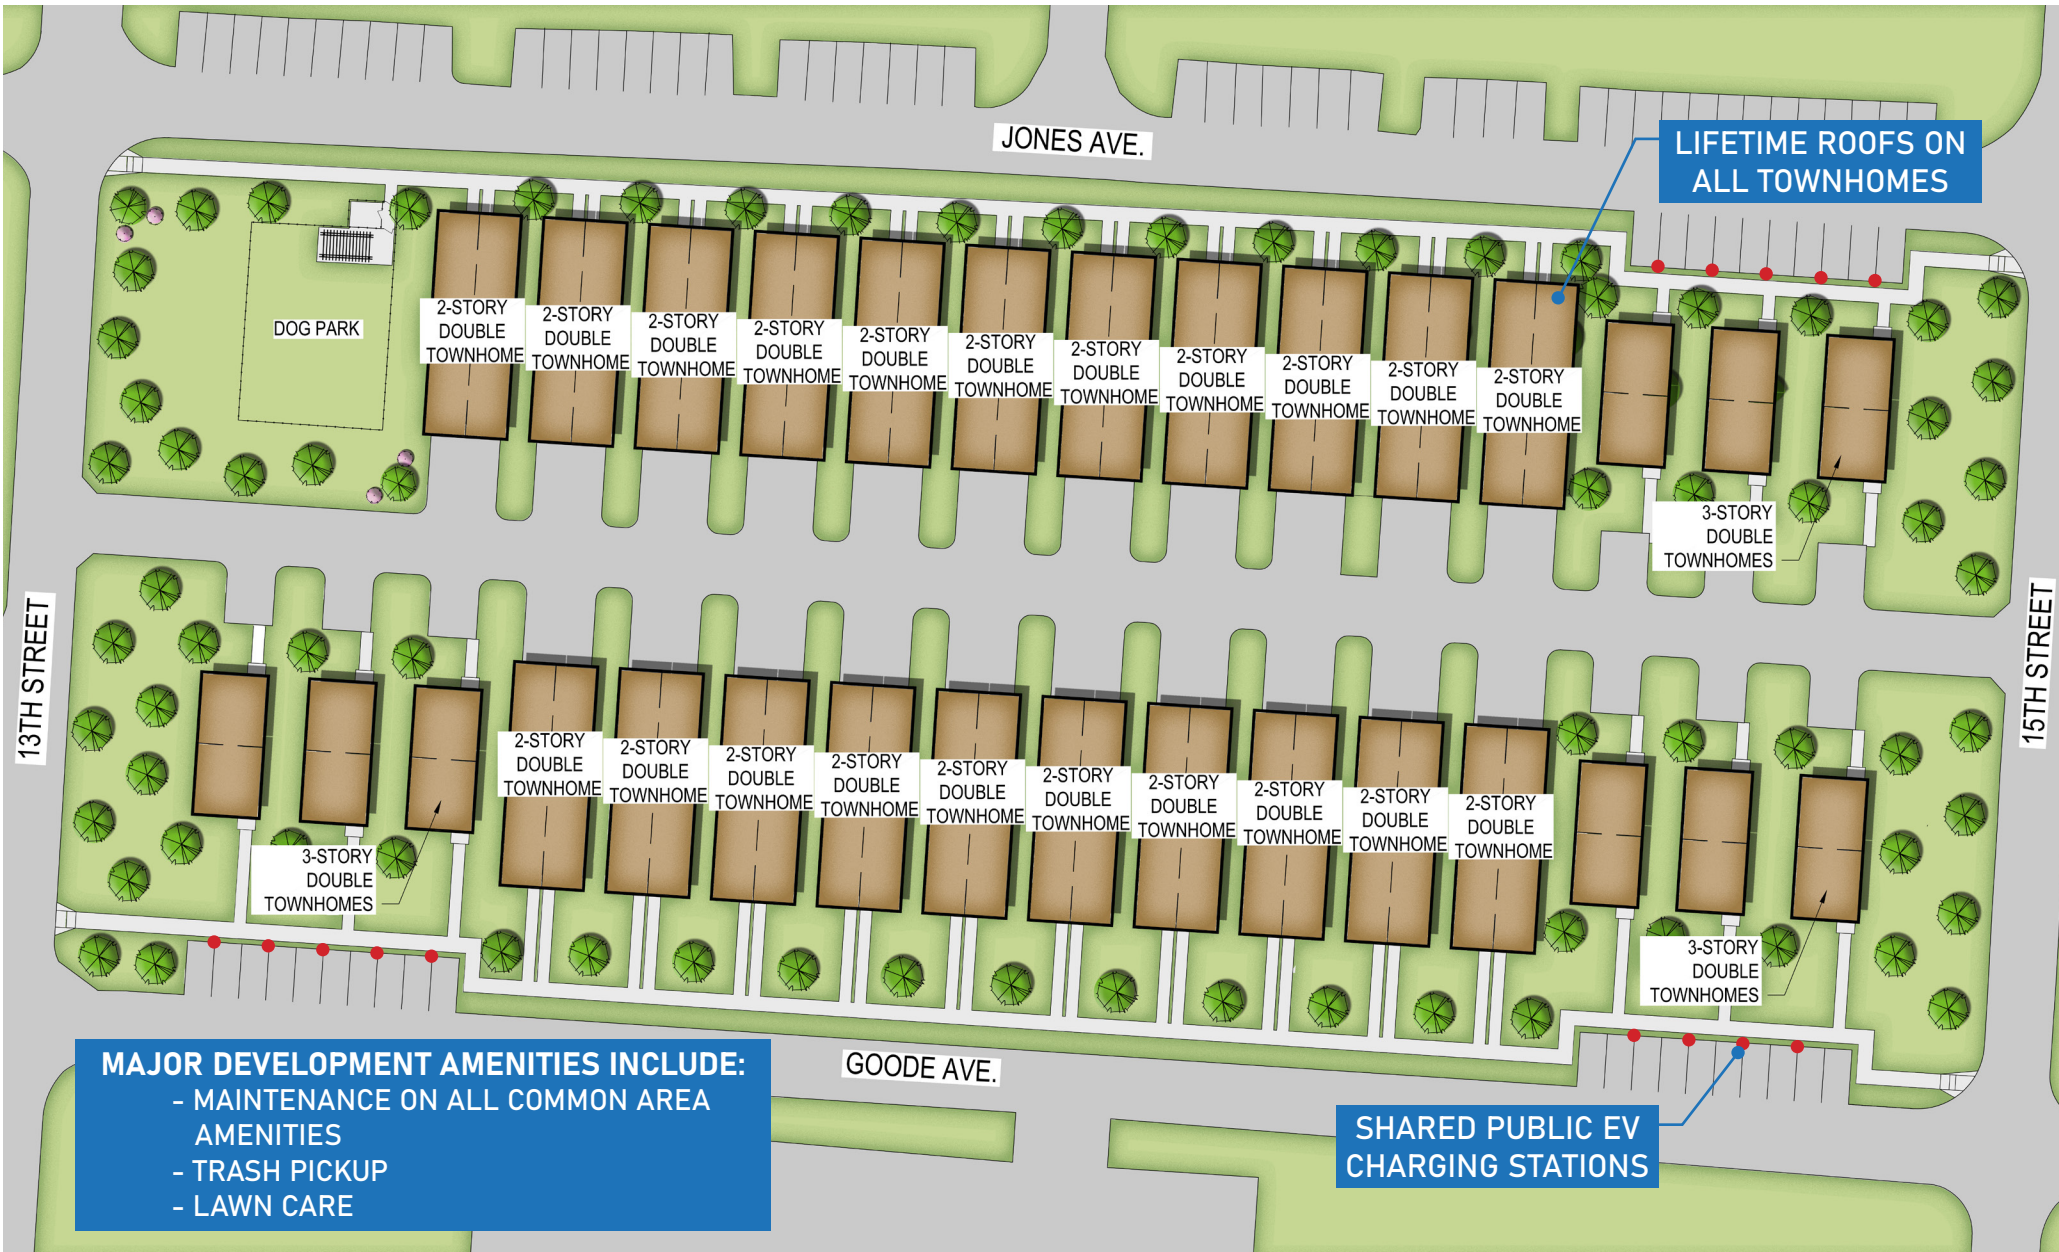 JONES AVE.
LIFETIME ROOFS ON
ALL TOWNHOMES
DOG PARK
2-STORY
DOUBLE
TOWNHOME
2-STORY
DOUBLE
TOWNHOME
2-STORY
DOUBLE
TOWNHOME
2-STORY
DOUBLE
TOWNHOME
2-STORY
DOUBLE
TOWNHOME
2-STORY
DOUBLE
TOWNHOME
2-STORY
DOUBLE
TOWNHOME
2-STORY
DOUBLE
TOWNHOME
2-STORY
DOUBLE
TOWNHOME
2-STORY
DOUBLE
TOWNHOME
2-STORY
DOUBLE
TOWNHOME
3-STORY
DOUBLE
TOWNHOMES
13TH STREET
15TH STREET
3-STORY
DOUBLE
TOWNHOMES
2-STORY
DOUBLE
TOWNHOME
2-STORY
DOUBLE
TOWNHOME
2-STORY
DOUBLE
TOWNHOME
2-STORY
DOUBLE
TOWNHOME
2-STORY
DOUBLE
TOWNHOME
2-STORY
DOUBLE
TOWNHOME
2-STORY
DOUBLE
TOWNHOME
2-STORY
DOUBLE
TOWNHOME
2-STORY
DOUBLE
TOWNHOME
2-STORY
DOUBLE
TOWNHOME
3-STORY
DOUBLE
TOWNHOMES
GOODE AVE.
MAJOR DEVELOPMENT AMENITIES INCLUDE:
- MAINTENANCE ON ALL COMMON AREA
AMENITIES
- TRASH PICKUP
- LAWN CARE
SHARED PUBLIC EV
CHARGING STATIONS